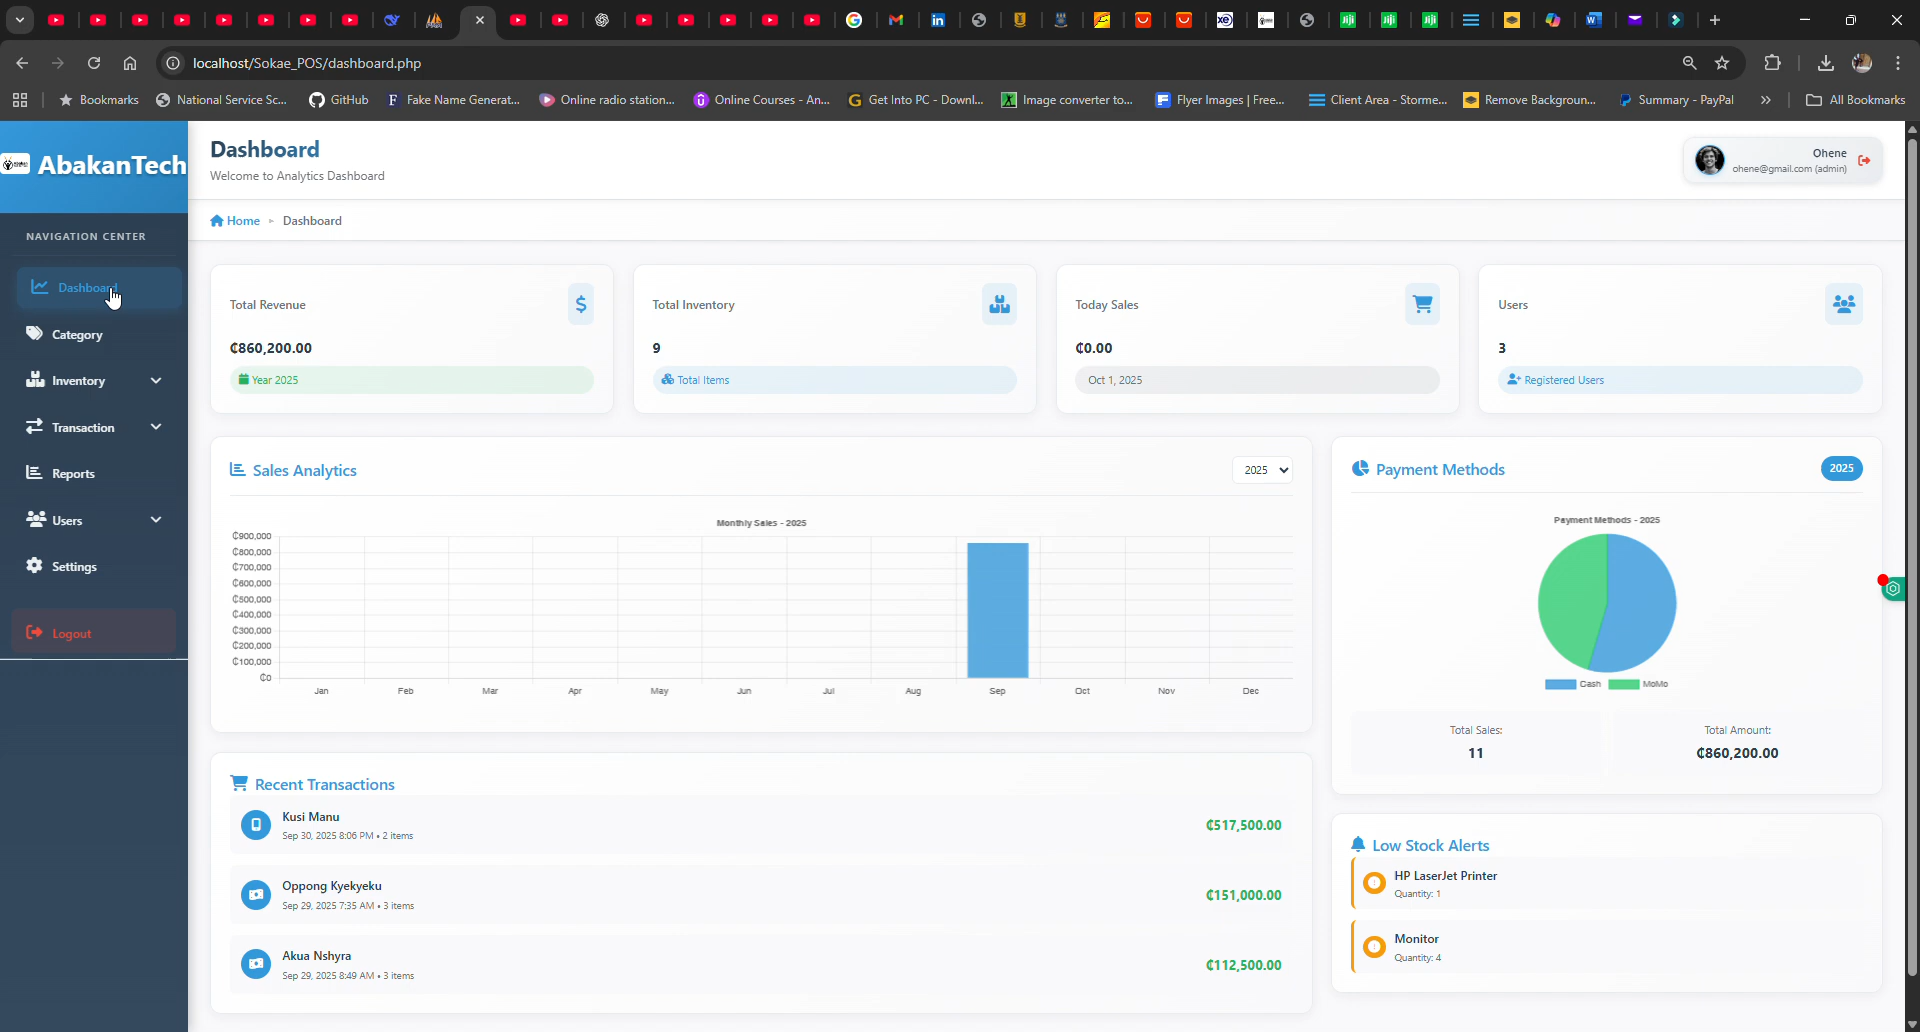 localhost/Sokae_POS/dashboard.php
Bookmarks
National Service Sc...
GitHub
Fake Name Generat...
Online radio station...
Online Courses - An...
Get Into PC - Downl...
Image converter to...
Flyer Images | Free...
Client Area - Storme...
Remove Backgroun...
Summary - PayPal
All Bookmarks
AbakanTech
NAVIGATION CENTER
Dashboard
Category
Inventory
Transaction
Reports
Users
Settings
Logout
Dashboard
Welcome to Analytics Dashboard
Ohene
ohene@gmail.com (admin)
Home
Dashboard
Total Revenue
₵860,200.00
Year 2025
Total Inventory
9
Total Items
Today Sales
₵0.00
Oct 1, 2025
Users
3
Registered Users
Sales Analytics
2025
Monthly Sales - 2025
₵900,000
₵800,000
₵700,000
₵600,000
₵500,000
₵400,000
₵300,000
₵200,000
₵100,000
₵0
Jan Feb Mar Apr May Jun Jul Aug Sep Oct Nov Dec
Payment Methods
2025
Payment Methods - 2025
Cash MoMo
Total Sales:
11
Total Amount:
₵860,200.00
Recent Transactions
Kusi Manu
Sep 30, 2025 8:06 PM • 2 items
₵517,500.00
Oppong Kyekyeku
Sep 29, 2025 7:35 AM • 3 items
₵151,000.00
Akua Nshyra
Sep 29, 2025 8:49 AM • 3 items
₵112,500.00
Low Stock Alerts
HP LaserJet Printer
Quantity: 1
Monitor
Quantity: 4